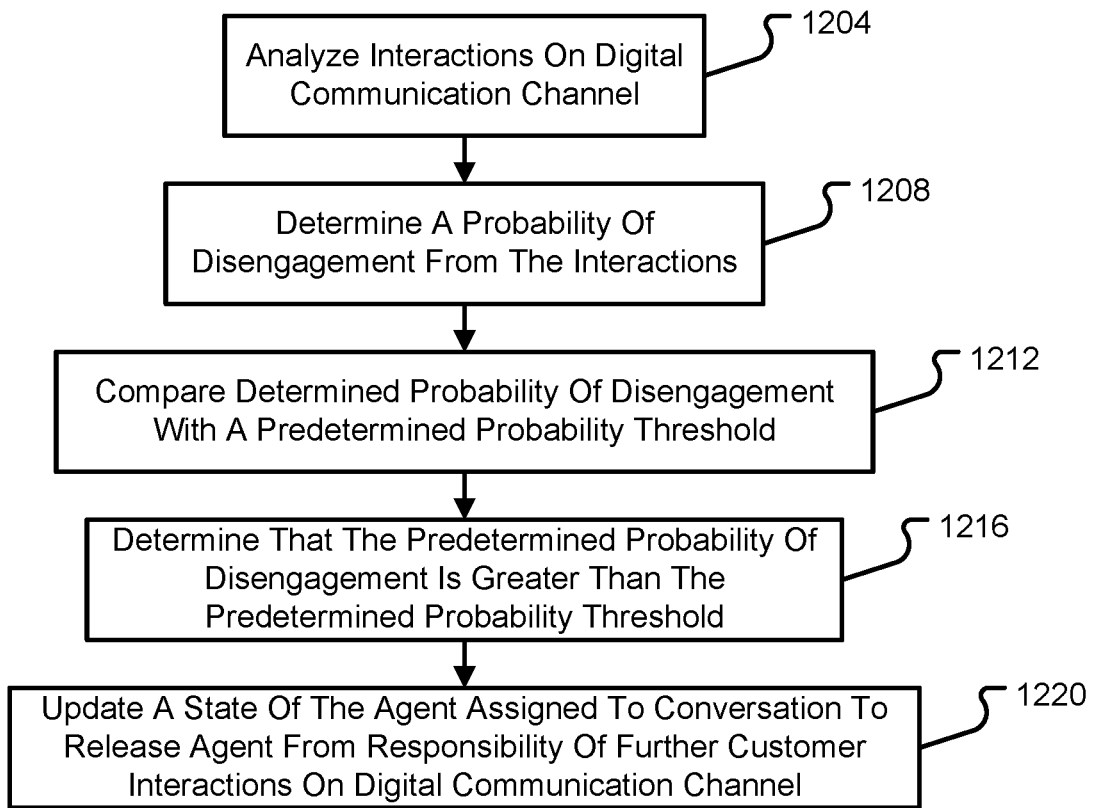 Analyze Interactions On Digital
Communication Channel
1204
Determine A Probability Of
Disengagement From The Interactions
1208
Compare Determined Probability Of Disengagement
With A Predetermined Probability Threshold
1212
Determine That The Predetermined Probability Of
Disengagement Is Greater Than The
Predetermined Probability Threshold
1216
Update A State Of The Agent Assigned To Conversation To
Release Agent From Responsibility Of Further Customer
Interactions On Digital Communication Channel
1220